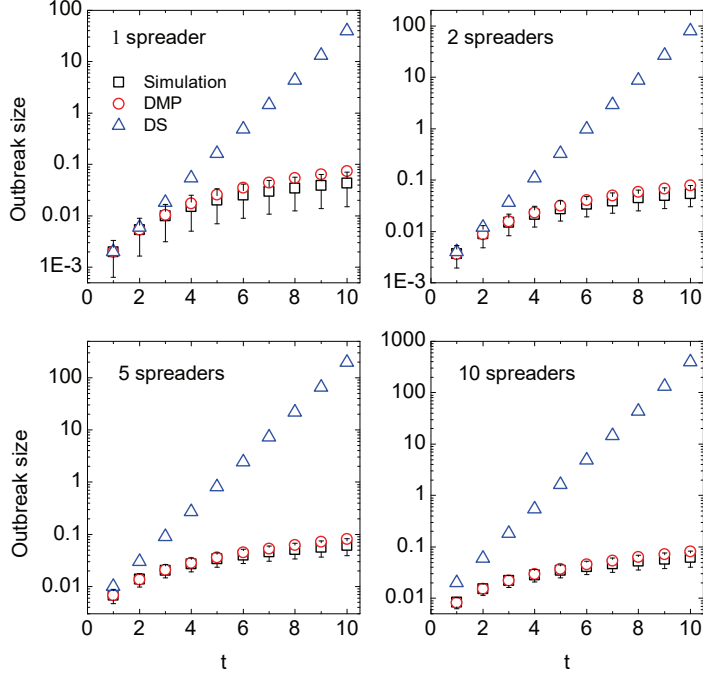 1 spreader
Simulation
DMP
DS
Outbreak size
100
10
1
0.1
0.01
1E-3
0 2 4 6 8 10
2 spreaders
100
10
1
0.1
0.01
1E-3
0 2 4 6 8 10
5 spreaders
Outbreak size
100
10
1
0.1
0.01
0 2 4 6 8 10
t
10 spreaders
1000
100
10
1
0.1
0.01
0 2 4 6 8 10
t